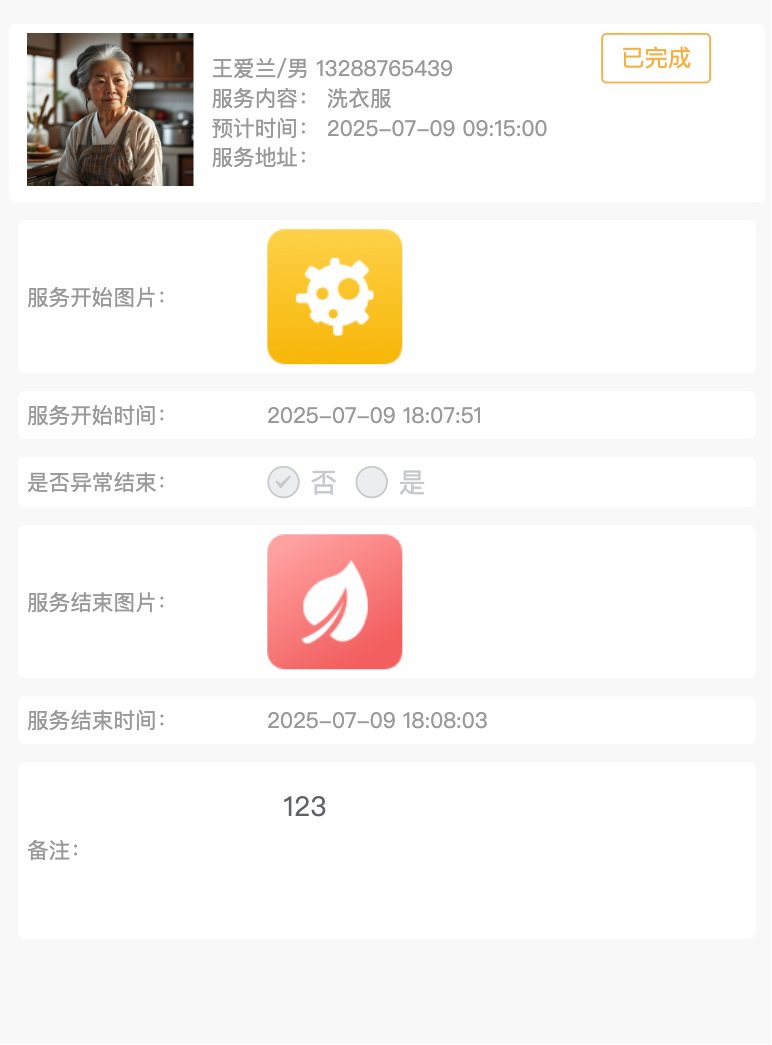 王爱兰/男 13288765439
已完成
服务内容： 洗衣服
预计时间： 2025-07-09 09:15:00
服务地址：
服务开始图片：
服务开始时间： 2025-07-09 18:07:51
是否异常结束： 否 是
服务结束图片：
服务结束时间： 2025-07-09 18:08:03
123
备注：